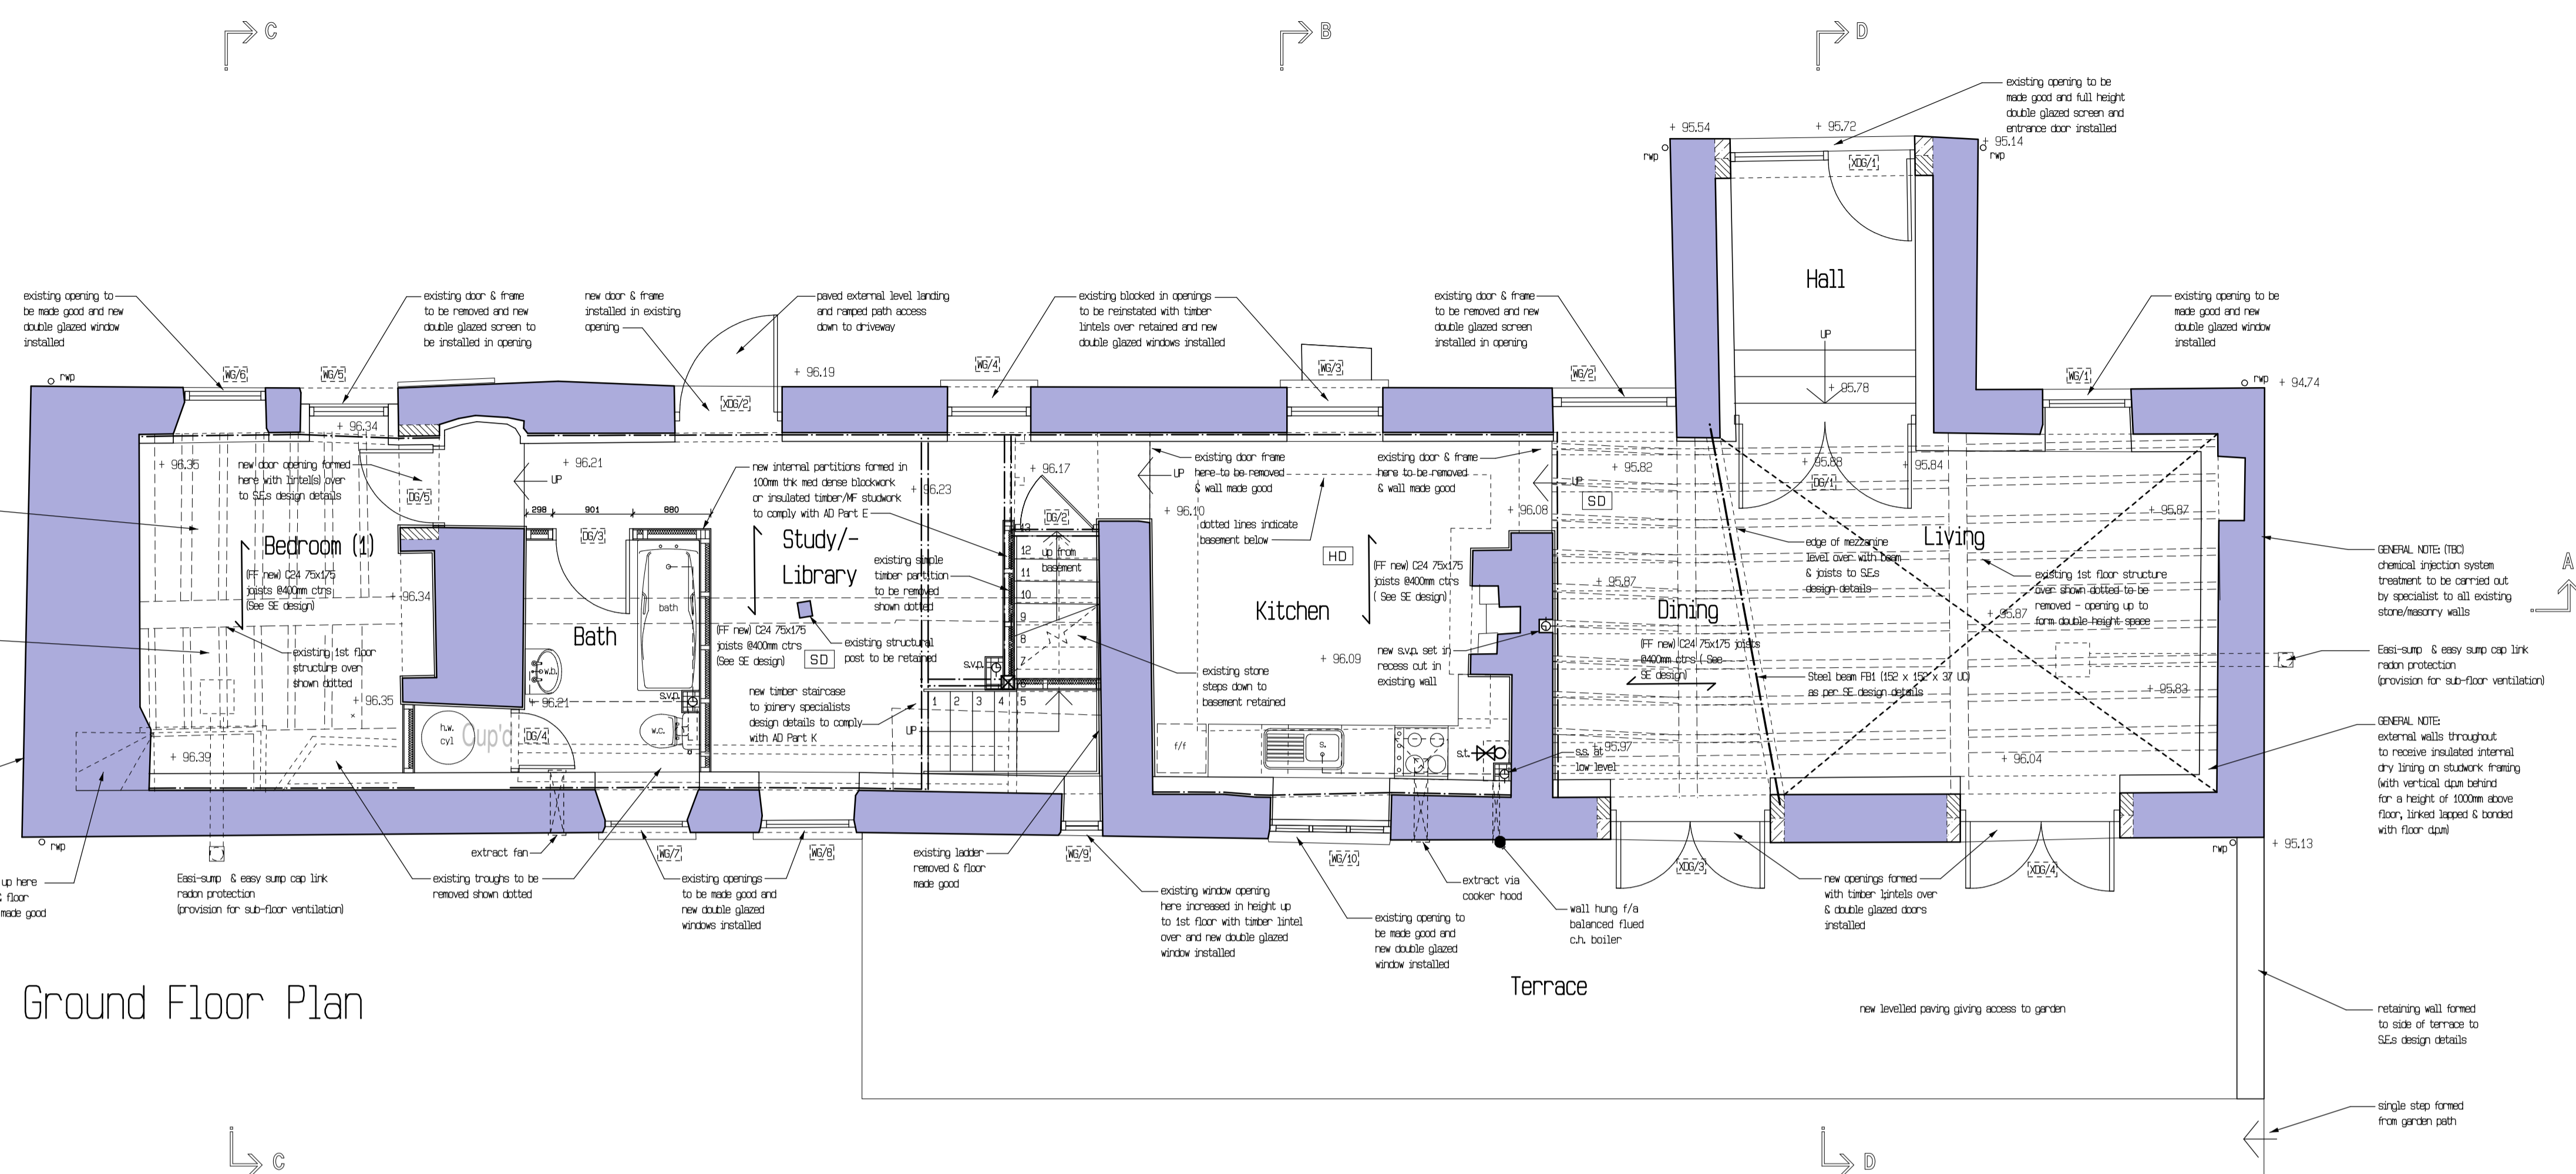 C
B
D
existing opening to be
made good and full height
double glazed screen and
entrance door installed
+ 95.54
+ 95.72
+ 95.14
rwp
rwp
XDG/1
Hall
UP
+ 95.78
existing opening to
be made good and new
double glazed window
installed
existing door & frame
to be removed and new
double glazed screen to
be installed in opening
new door & frame
installed in existing
opening
paved external level landing
and ramped path access
down to driveway
existing blocked in openings
to be reinstated with timber
lintels over retained and new
double glazed windows installed
existing door & frame
to be removed and new
double glazed screen
installed in opening
existing opening to be
made good and new
double glazed window
installed
rwp
WG/6
WG/5
+ 96.19
WG/4
WG/3
WG/2
WG/1
rwp
+ 94.74
XDG/2
+ 96.34
+ 96.35
new door opening formed
here with lintel(s) over
to S.E.s design details
DG/5
+ 96.21
UP
new internal partitions formed in
100mm thk med dense blockwork
or insulated timber/MF studwork
to comply with AD Part E
+ 96.23
+ 96.17
existing door frame
here to be removed
& wall made good
UP
existing door & frame
here to be removed
& wall made good
UP
+ 95.82
SD
+ 95.88
DG/1
+ 95.84
+ 95.87
298
901
880
DG/3
DG/2
13
12
11
10
9
8
7
6
up from
basement
+ 96.10
dotted lines indicate
basement below
+ 96.08
HD
Bedroom (1)
(FF new) C24 75x175
joists @400mm ctrs
(See SE design)
+ 96.34
Study/-
Library
existing simple
timber partition
to be removed
shown dotted
(FF new) C24 75x175
joists @400mm ctrs
( See SE design)
edge of mezzanine
level over with beam
& joists to S.E.s
design details
Living
existing 1st floor structure
over shown dotted to be
removed - opening up to
form double height space
+ 95.87
GENERAL NOTE: (TBC)
chemical injection system
treatment to be carried out
by specialist to all existing
stone/masonry walls
A
bath
Bath
(FF new) C24 75x175
joists @400mm ctrs
(See SE design)
SD
existing structural
post to be retained
s.v.p.
Kitchen
+ 96.09
+ 95.87
Dining
(FF new) C24 75x175 joists
@400mm ctrs ( See
SE design)
new s.v.p. set in
recess cut in
existing wall
existing 1st floor
structure over
shown dotted
w.b.
existing stone
steps down to
basement retained
Steel beam FB1 (152 x 152 x 37 UC)
as per SE design details
+ 95.83
Easi-sump & easy sump cap link
radon protection
(provision for sub-floor ventilation)
+ 96.35
+ 96.21
s.v.p.
new timber staircase
to joinery specialists
design details to comply
with AD Part K
1
2
3
4
5
UP
h.w.
cyl
Cup'd
DG/4
w.c.
+ 96.39
f/f
s.
s.t.
+ 95.97
s.s. at
low level
+ 96.04
GENERAL NOTE:
external walls throughout
to receive insulated internal
dry lining on studwork framing
(with vertical d.p.m behind
for a height of 1000mm above
floor, linked lapped & bonded
with floor d.p.m)
rwp
WG/7
WG/8
WG/9
WG/10
XDG/3
XDG/4
rwp
+ 95.13
up here
& floor
made good
Easi-sump & easy sump cap link
radon protection
(provision for sub-floor ventilation)
extract fan
existing troughs to be
removed shown dotted
existing openings
to be made good and
new double glazed
windows installed
existing ladder
removed & floor
made good
existing window opening
here increased in height up
to 1st floor with timber lintel
over and new double glazed
window installed
existing opening to
be made good and
new double glazed
window installed
extract via
cooker hood
wall hung f/a
balanced flued
c.h. boiler
new openings formed
with timber l;intels over
& double glazed doors
installed
Ground Floor Plan
Terrace
new levelled paving giving access to garden
retaining wall formed
to side of terrace to
S.E.s design details
single step formed
from garden path
C
D